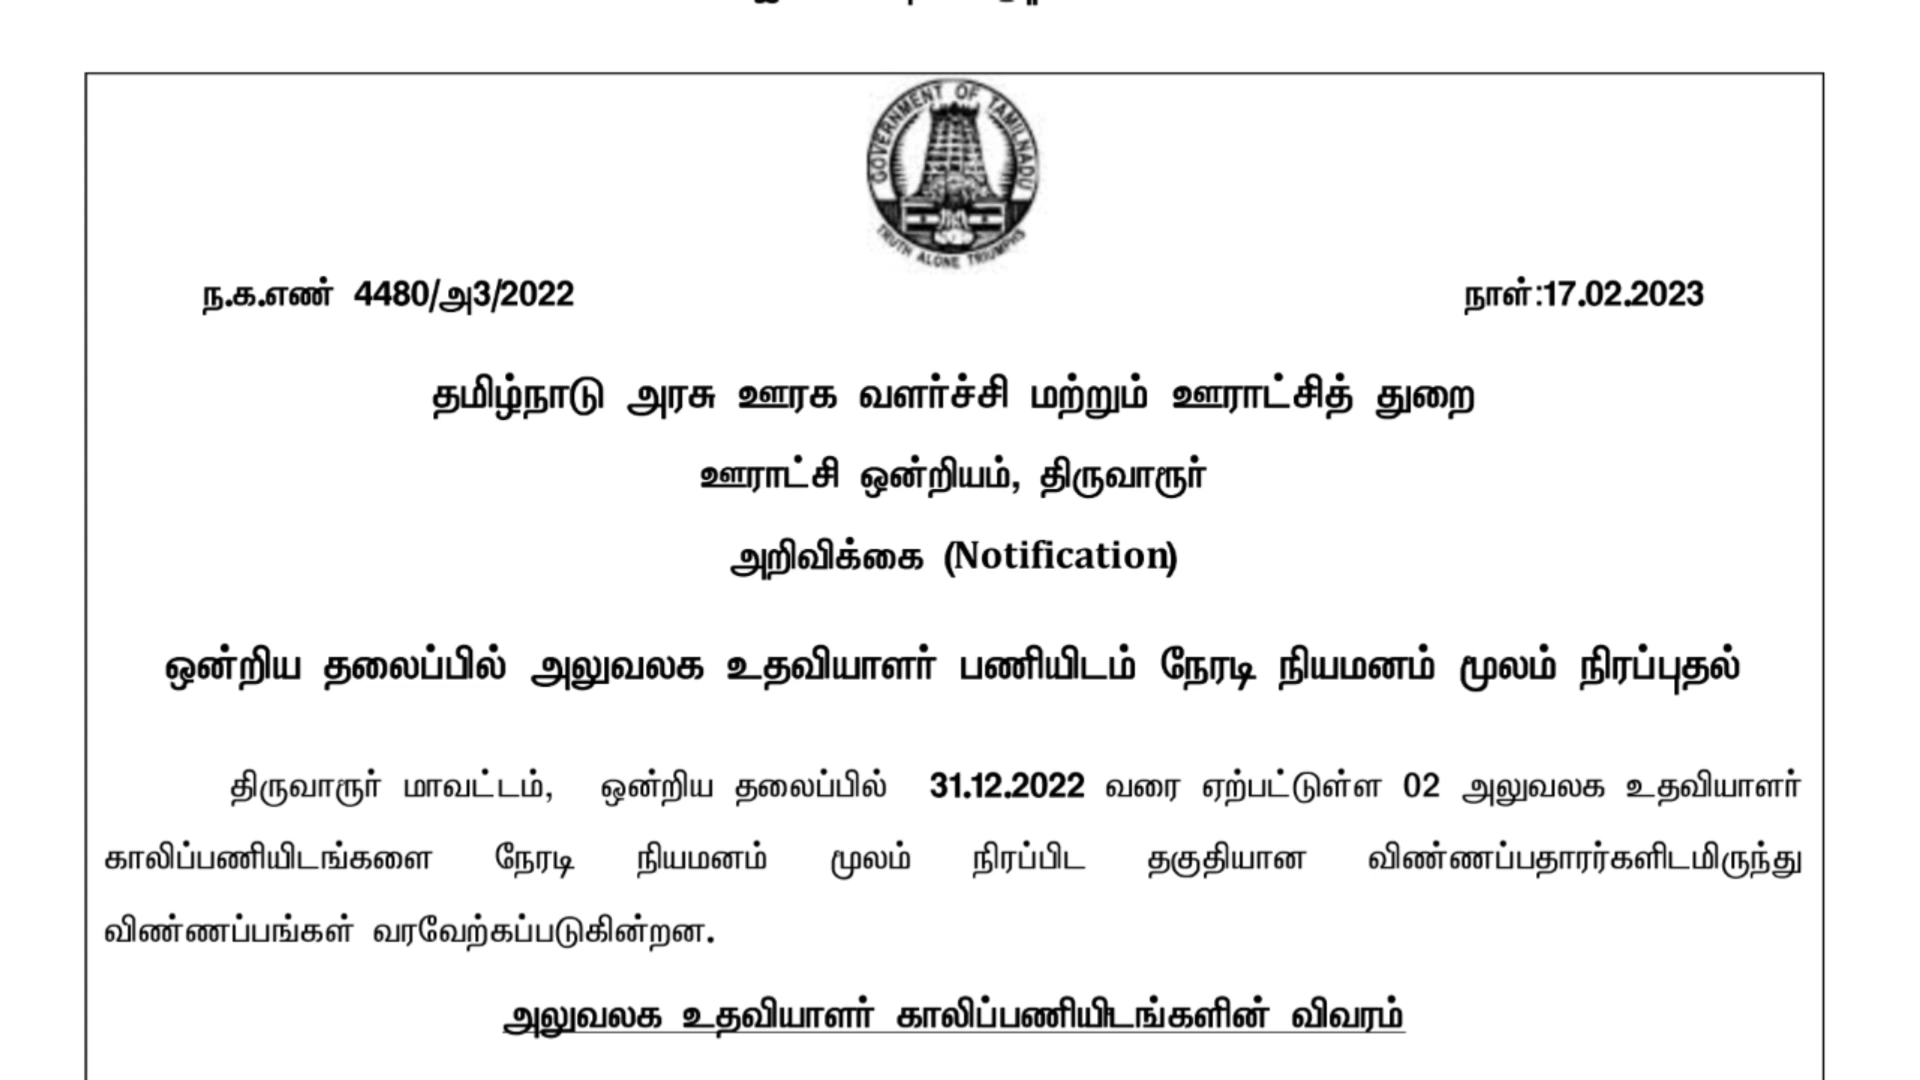 GOVERNMENT OF TAMILNADU
TRUTH ALONE TRIUMPHS
ந.க.எண் 4480/அ3/2022 நாள்:17.02.2023
தமிழ்நாடு அரசு ஊரக வளர்ச்சி மற்றும் ஊராட்சித் துறை
ஊராட்சி ஒன்றியம், திருவாரூர்
அறிவிக்கை (Notification)
ஒன்றிய தலைப்பில் அலுவலக உதவியாளர் பணியிடம் நேரடி நியமனம் மூலம் நிரப்புதல்
திருவாரூர் மாவட்டம், ஒன்றிய தலைப்பில் 31.12.2022 வரை ஏற்பட்டுள்ள 02 அலுவலக உதவியாளர்
காலிப்பணியிடங்களை நேரடி நியமனம் மூலம் நிரப்பிட தகுதியான விண்ணப்பதாரர்களிடமிருந்து
விண்ணப்பங்கள் வரவேற்கப்படுகின்றன.
அலுவலக உதவியாளர் காலிப்பணியிடங்களின் விவரம்